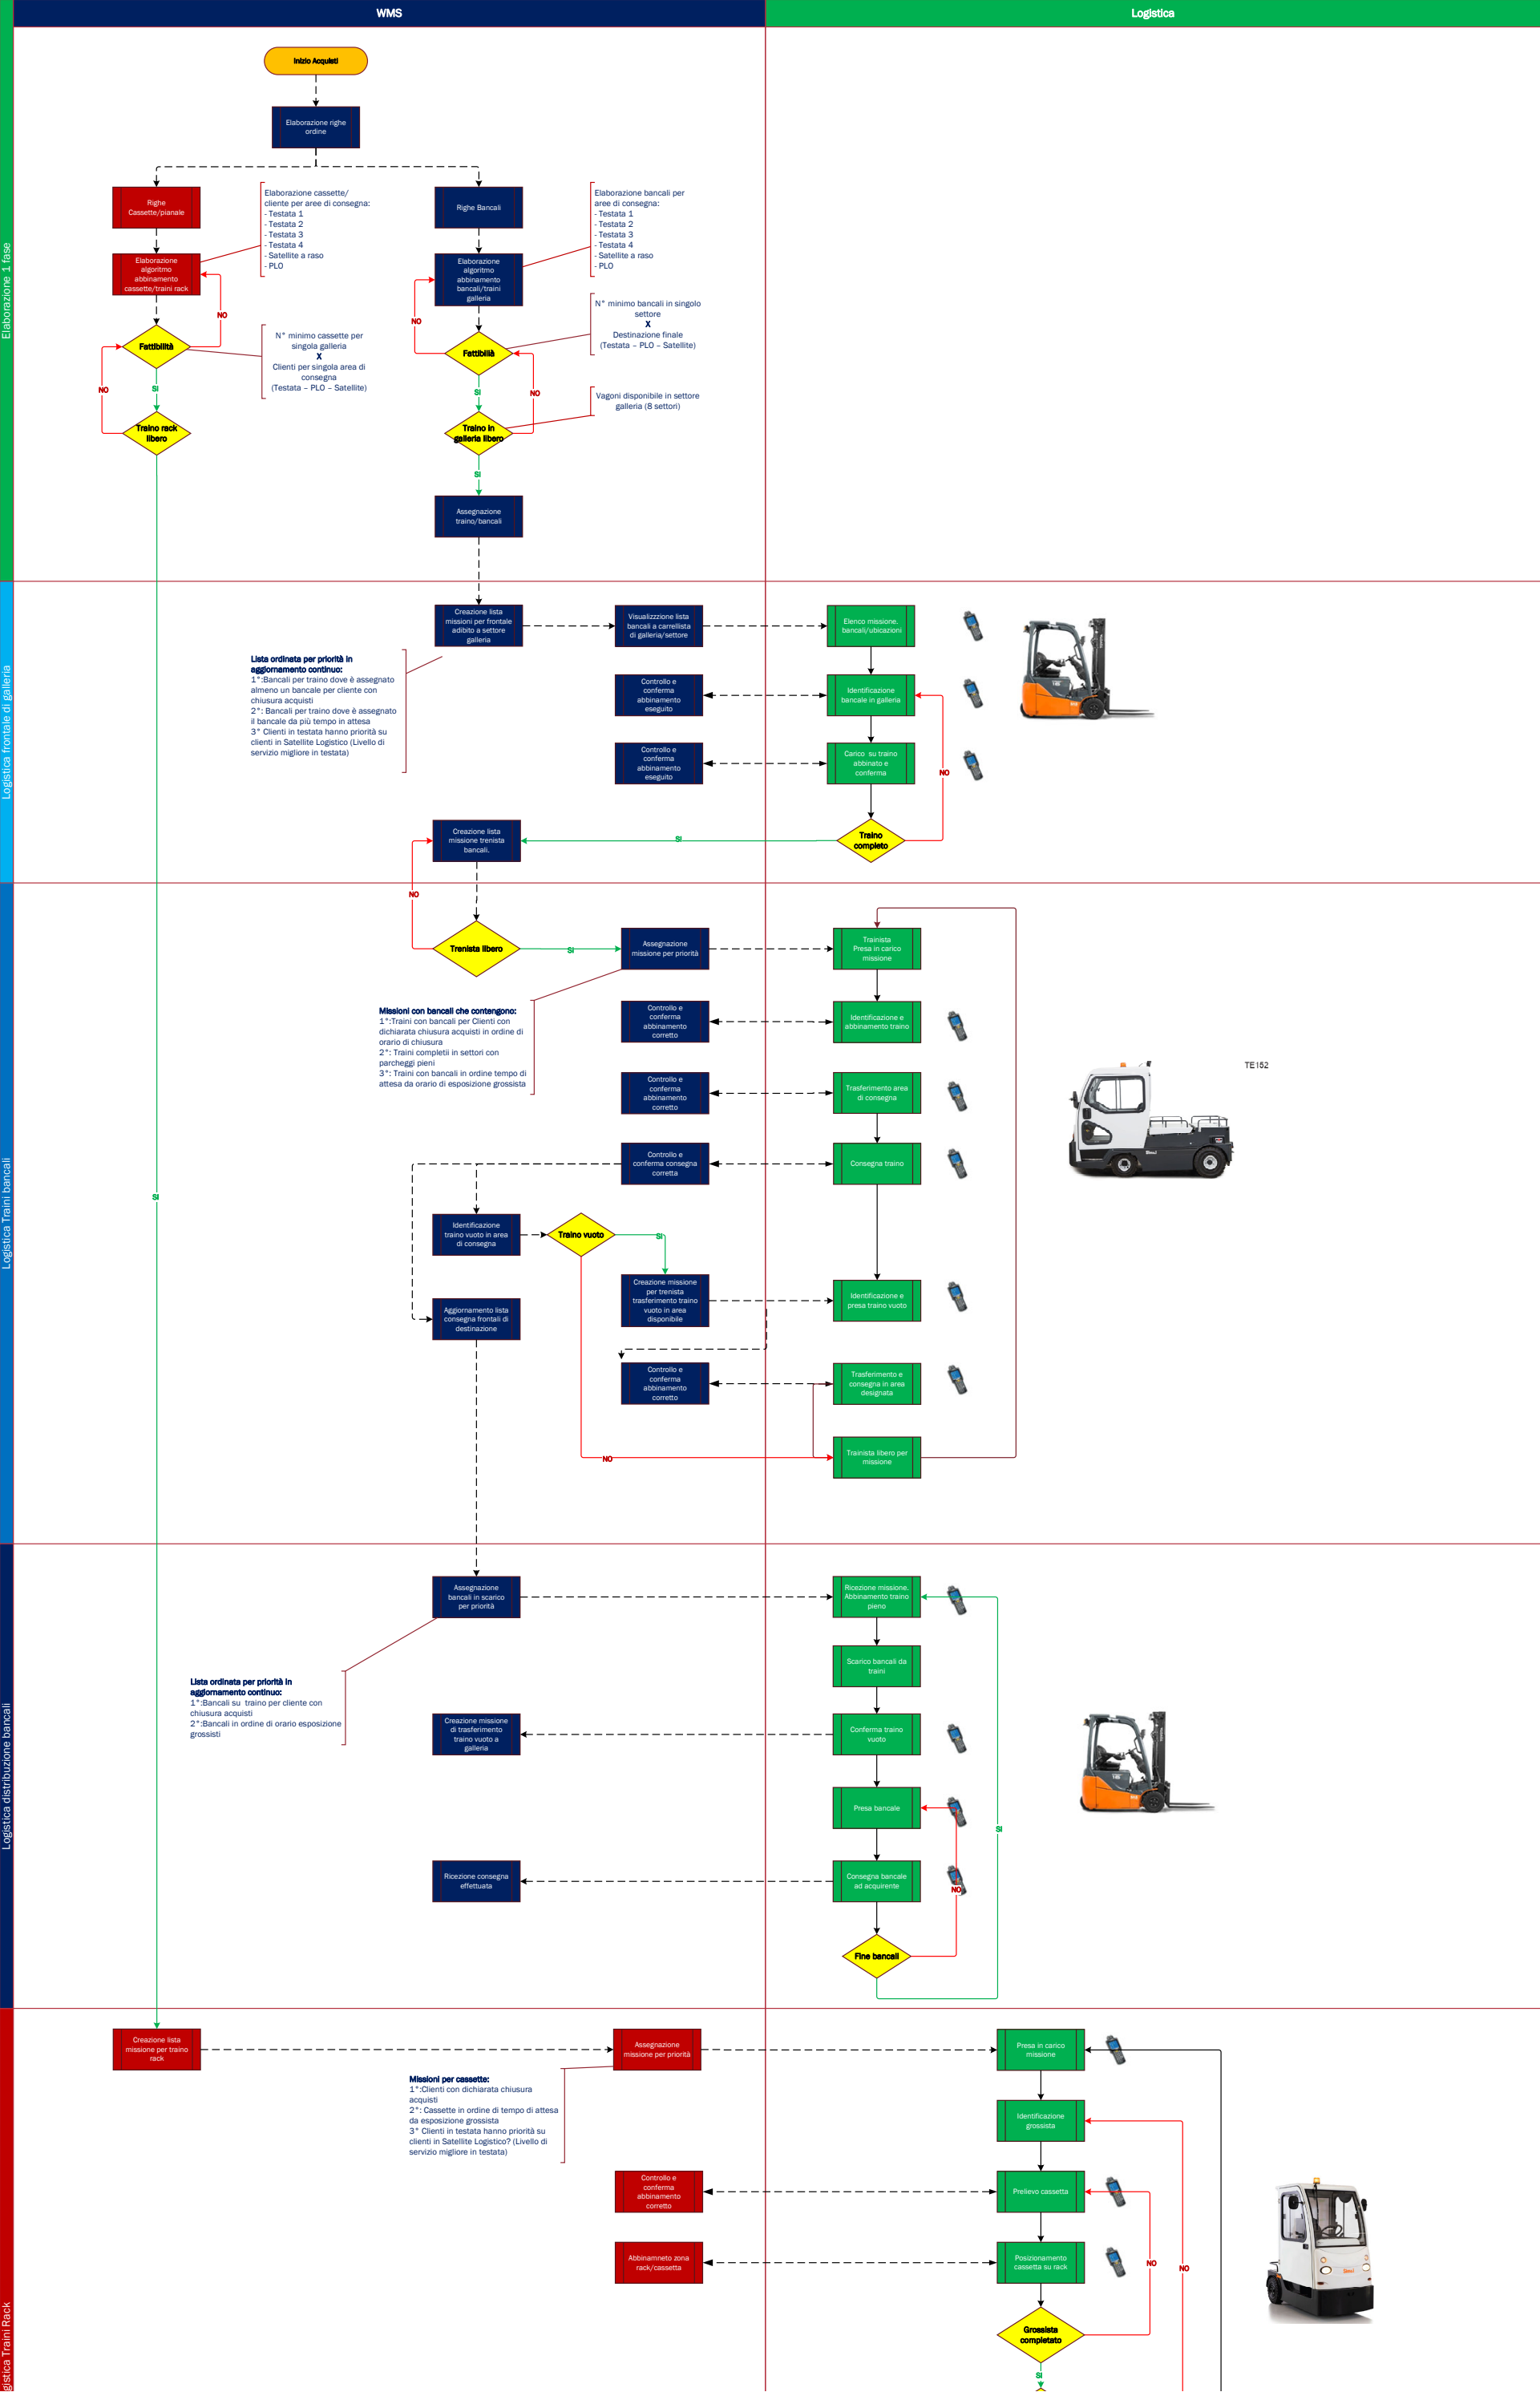 WMS
Logistica
Elaborazione 1 fase
Inizio Acquisti
Elaborazione righe
ordine
Righe
Cassette/pianale
Elaborazione cassette/
cliente per aree di consegna:
- Testata 1
- Testata 2
- Testata 3
- Testata 4
- Satellite a raso
- PLO
Righe Bancali
Elaborazione bancali per
aree di consegna:
- Testata 1
- Testata 2
- Testata 3
- Testata 4
- Satellite a raso
- PLO
Elaborazione
algoritmo
abbinamento
cassette/traini rack
Elaborazione
algoritmo
abbinamento
bancali/traini
galleria
NO
NO
N° minimo bancali in singolo
settore
X
Destinazione finale
(Testata – PLO – Satellite)
Fattibilità
N° minimo cassette per
singola galleria
X
Clienti per singola area di
consegna
(Testata – PLO – Satellite)
Fattibilià
NO
SI
SI
NO
Vagoni disponibile in settore
galleria (8 settori)
Traino rack
libero
Traino in
galleria libero
SI
Assegnazione
traino/bancali
Logistica frontale di galleria
Creazione lista
missioni per frontale
adibito a settore
galleria
Visualizzzione lista
bancali a carrellista
di galleria/settore
Elenco missione.
bancali/ubicazioni
Lista ordinata per priorità in
aggiornamento continuo:
1°:Bancali per traino dove è assegnato
almeno un bancale per cliente con
chiusura acquisti
2°: Bancali per traino dove è assegnato
il bancale da più tempo in attesa
3° Clienti in testata hanno priorità su
clienti in Satellite Logistico (Livello di
servizio migliore in testata)
Controllo e
conferma
abbinamento
eseguito
Identificazione
bancale in galleria
Controllo e
conferma
abbinamento
eseguito
Carico  su traino
abbinato e
conferma
NO
Creazione lista
missione trenista
bancali.
SI
Traino
completo
Logistica Traini bancali
NO
Trenista libero
SI
Assegnazione
missione per priorità
Trainista
Presa in carico
missione
Missioni con bancali che contengono:
1°:Traini con bancali per Clienti con
dichiarata chiusura acquisti in ordine di
orario di chiusura
2°: Traini completii in settori con
parcheggi pieni
3°: Traini con bancali in ordine tempo di
attesa da orario di esposizione grossista
Controllo e
conferma
abbinamento
corretto
Identificazione e
abbinamento traino
TE152
Controllo e
conferma
abbinamento
corretto
Trasferimento area
di consegna
Controllo e
conferma consegna
corretta
Consegna traino
SI
Identificazione
traino vuoto in area
di consegna
Traino vuoto
SI
Creazione missione
per trenista
trasferimento traino
vuoto in area
disponibile
Identificazione e
presa traino vuoto
Aggiornamento lista
consegna frontali di
destinazione
Controllo e
conferma
abbinamento
corretto
Trasferimento e
consegna in area
designata
NO
Trainista libero per
missione
Logistica distribuzione bancali
Assegnazione
bancali in scarico
per priorità
Ricezione missione.
Abbinamento traino
pieno
Scarico bancali da
traini
Lista ordinata per priorità in
aggiornamento continuo:
1°:Bancali su  traino per cliente con
chiusura acquisti
2°:Bancali in ordine di orario esposizione
grossisti
Creazione missione
di trasferimento
traino vuoto a
galleria
Conferma traino
vuoto
Presa bancale
SI
Ricezione consegna
effettuata
Consegna bancale
ad acquirente
NO
Fine bancali
gistica Traini Rack
Creazione lista
missione per traino
rack
Assegnazione
missione per priorità
Presa in carico
missione
Missioni per cassette:
1°:Clienti con dichiarata chiusura
acquisti
2°: Cassette in ordine di tempo di attesa
da esposizione grossista
3° Clienti in testata hanno priorità su
clienti in Satellite Logistico? (Livello di
servizio migliore in testata)
Identificazione
grossista
Controllo e
conferma
abbinamento
corretto
Prelievo cassetta
Abbinamneto zona
rack/cassetta
Posizionamento
cassetta su rack
NO
NO
Grossista
completato
SI